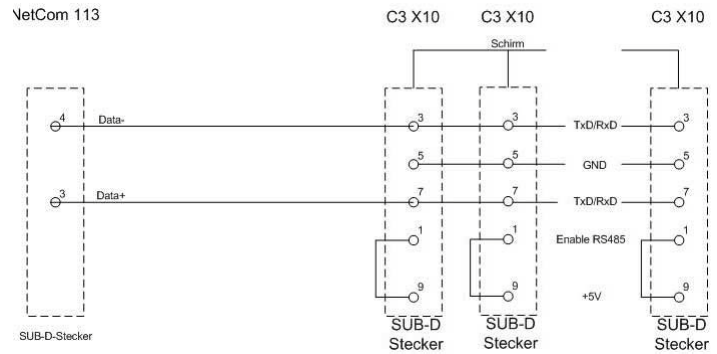 NetCom 113 C3 X10 C3 X10 C3 X10
Schirm
4 Data- 3 3 TxD/RxD 3
5 5 GND 5
3 Data+ 7 7 TxD/RxD 7
1 1 Enable RS485 1
9 9 +5V 9
SUB-D-Stecker
SUB-D
Stecker
SUB-D
Stecker
SUB-D
Stecker